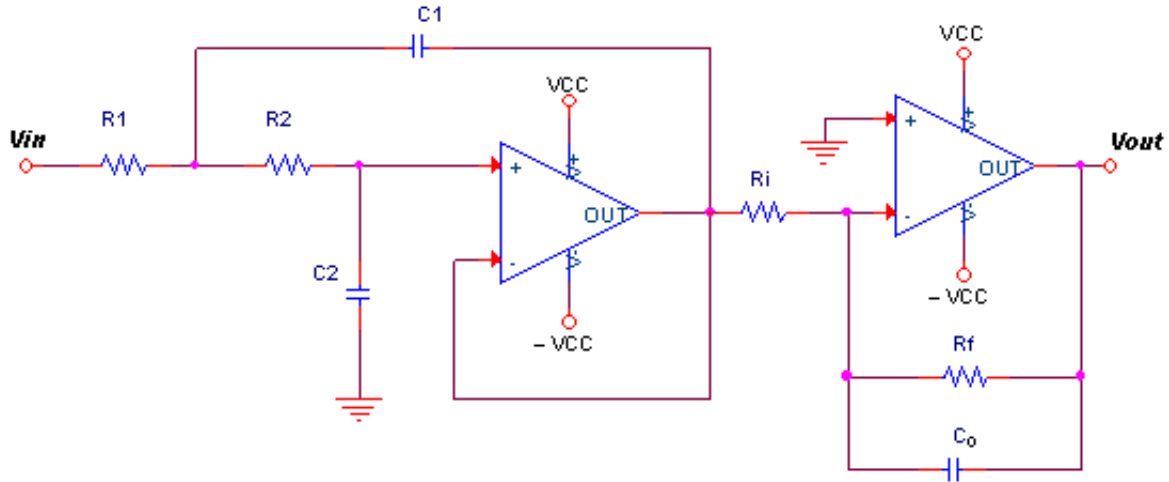 C1
VCC
VCC
R1
R2
Vin
+
+
+
+
OUT
Vout
Ri
OUT
-
-
C2
- VCC
- VCC
Rf
Co